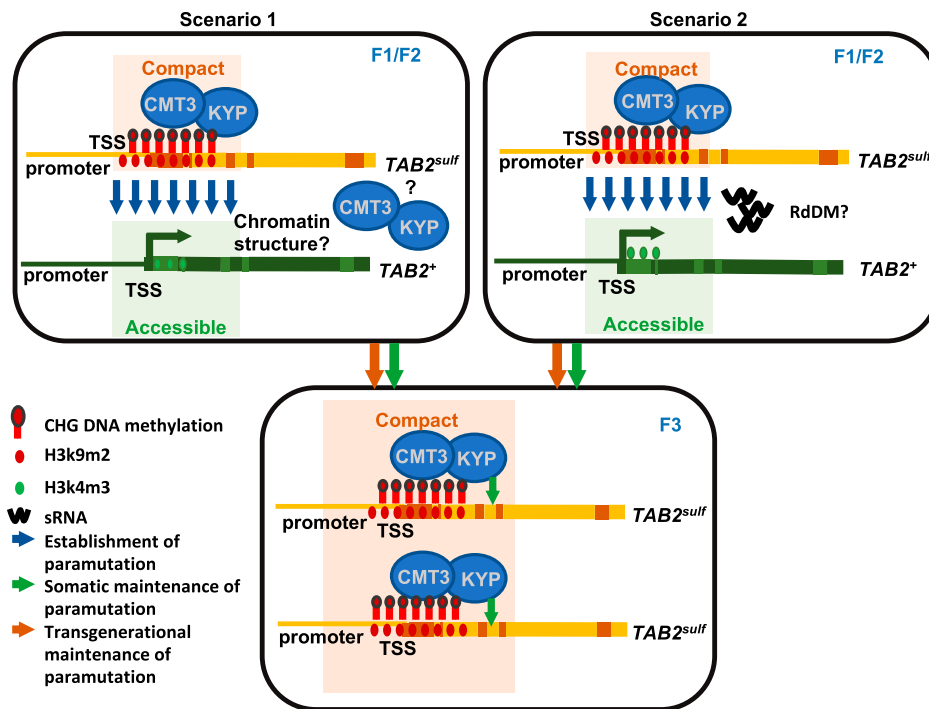 Scenario 1
F1/F2
Compact
CMT3
KYP
TSS
promoter
TAB2sulf
?
CMT3
KYP
Chromatin
structure?
promoter
TAB2+
TSS
Accessible
Scenario 2
F1/F2
Compact
CMT3
KYP
TSS
promoter
TAB2sulf
RdDM?
promoter
TAB2+
TSS
Accessible
CHG DNA methylation
H3k9m2
H3k4m3
sRNA
Establishment of
paramutation
Somatic maintenance of
paramutation
Transgenerational
maintenance of
paramutation
F3
Compact
CMT3
KYP
promoter
TSS
TAB2sulf
CMT3
KYP
promoter
TSS
TAB2sulf